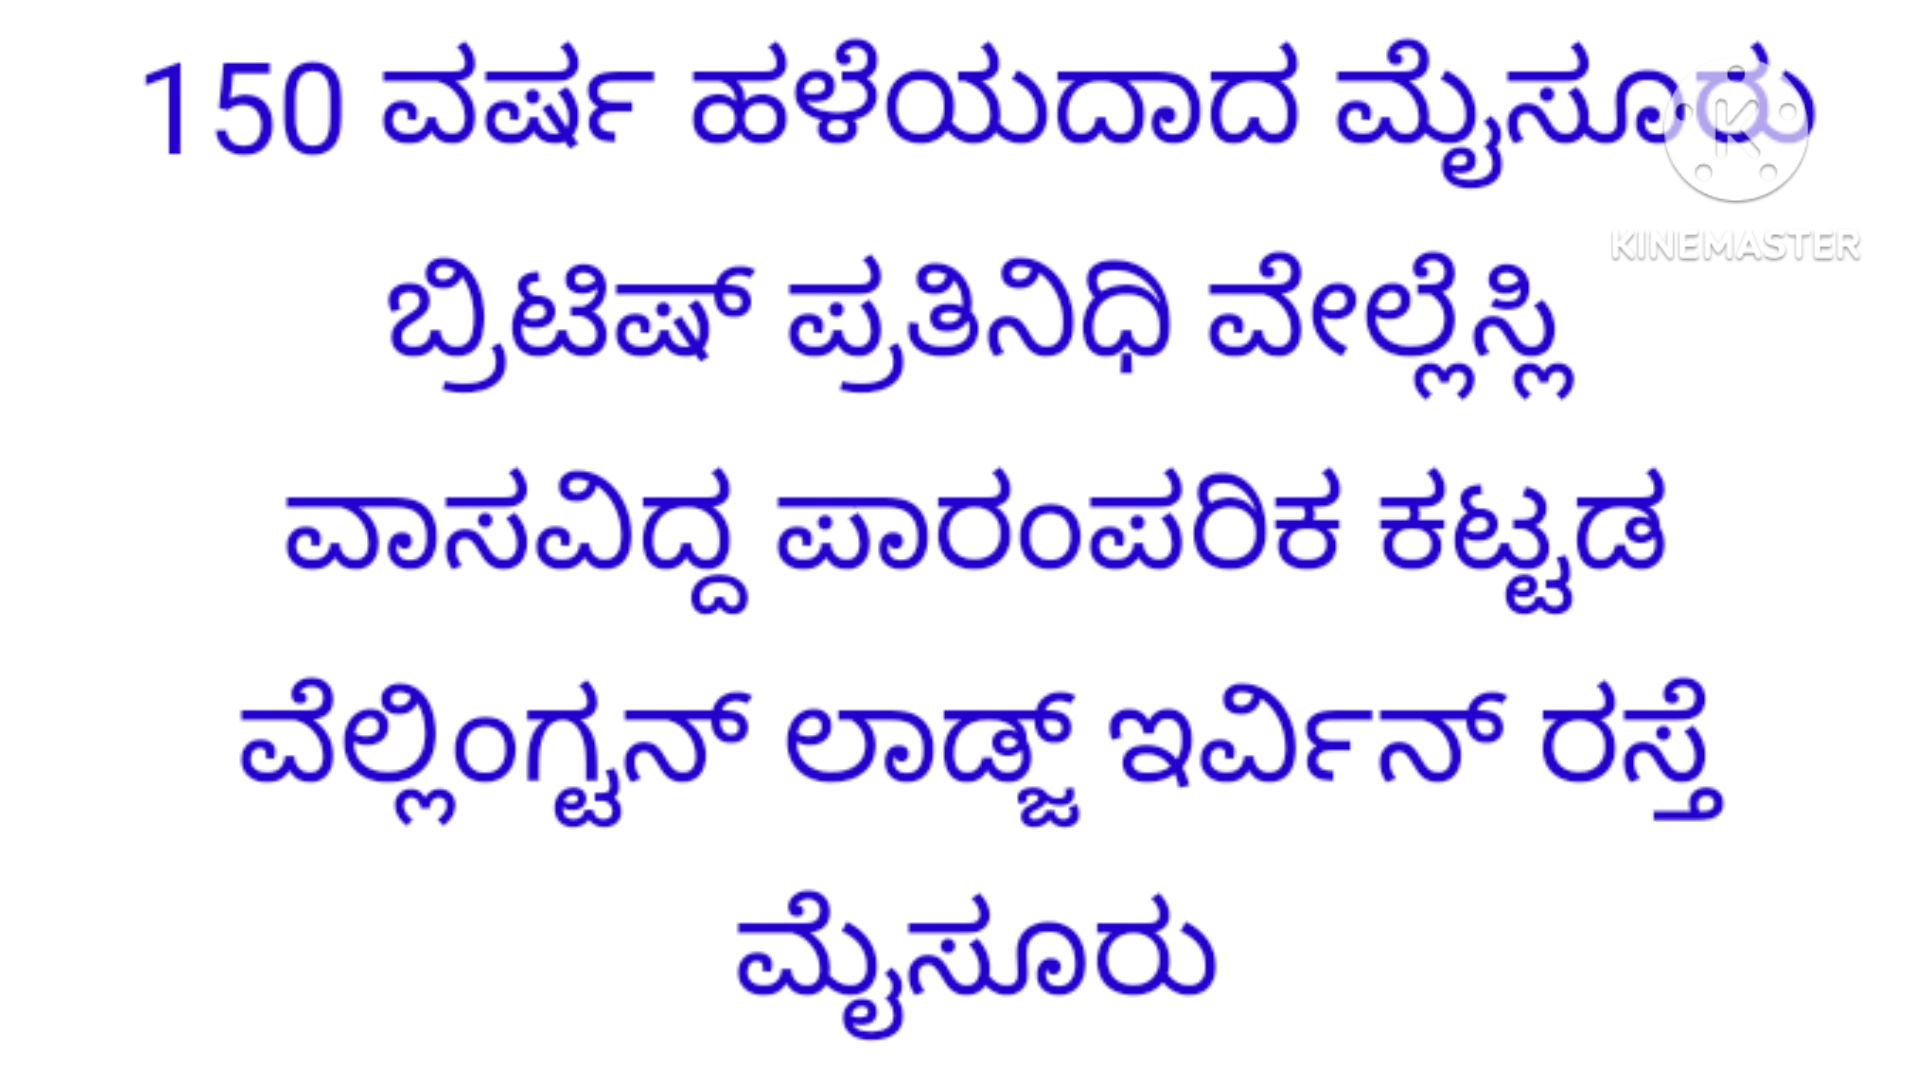 150 ವರ್ಷ ಹಳೆಯದಾದ ಮೈಸೂರು
KINEMASTER
ಬ್ರಿಟಿಷ್ ಪ್ರತಿನಿಧಿ ವೇಲ್ಲೆಸ್ಲಿ
ವಾಸವಿದ್ದ ಪಾರಂಪರಿಕ ಕಟ್ಟಡ
ವೆಲ್ಲಿಂಗ್ಟನ್ ಲಾಡ್ಜ್ ಇರ್ವಿನ್ ರಸ್ತೆ
ಮೈಸೂರು